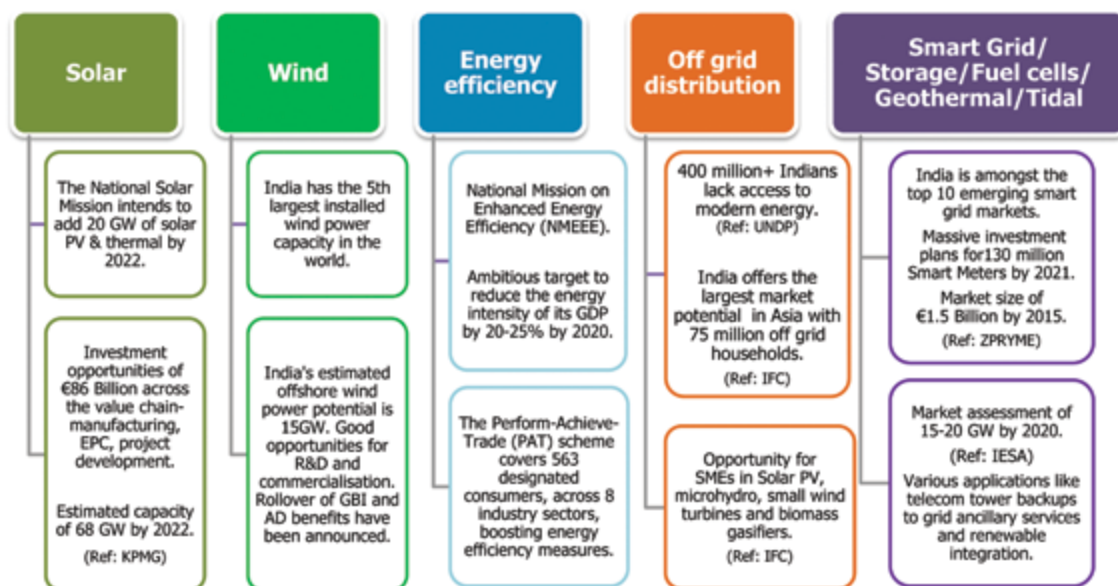 Solar
The National Solar
Mission intends to
add 20 GW of solar
PV & thermal by
2022.
Investment
opportunities of
€86 Billion across
the value chain-
manufacturing,
EPC, project
development.
Estimated capacity
of 68 GW by 2022.
(Ref: KPMG)
Wind
India has the 5th
largest installed
wind power
capacity in the
world.
India's estimated
offshore wind
power potential is
15GW. Good
opportunities for
R&D and
commercialisation.
Rollover of GBI and
AD benefits have
been announced.
Energy
efficiency
National Mission on
Enhanced Energy
Efficiency (NMEEE).
Ambitious target to
reduce the energy
intensity of its GDP
by 20-25% by 2020.
The Perform-Achieve-
Trade (PAT) scheme
covers 563
designated
consumers, across 8
industry sectors,
boosting energy
efficiency measures.
Off grid
distribution
400 million+ Indians
lack access to
modern energy.
(Ref: UNDP)
India offers the
largest market
potential in Asia with
75 million off grid
households.
(Ref: IFC)
Opportunity for
SMEs in Solar PV,
microhydro, small wind
turbines and biomass
gasifiers.
(Ref: IFC)
Smart Grid/
Storage/Fuel cells/
Geothermal/Tidal
India is amongst the
top 10 emerging smart
grid markets.
Massive investment
plans for130 million
Smart Meters by 2021.
Market size of
€1.5 Billion by 2015.
(Ref: ZPRYME)
Market assessment of
15-20 GW by 2020.
(Ref: IESA)
Various applications like
telecom tower backups
to grid ancillary services
and renewable
integration.